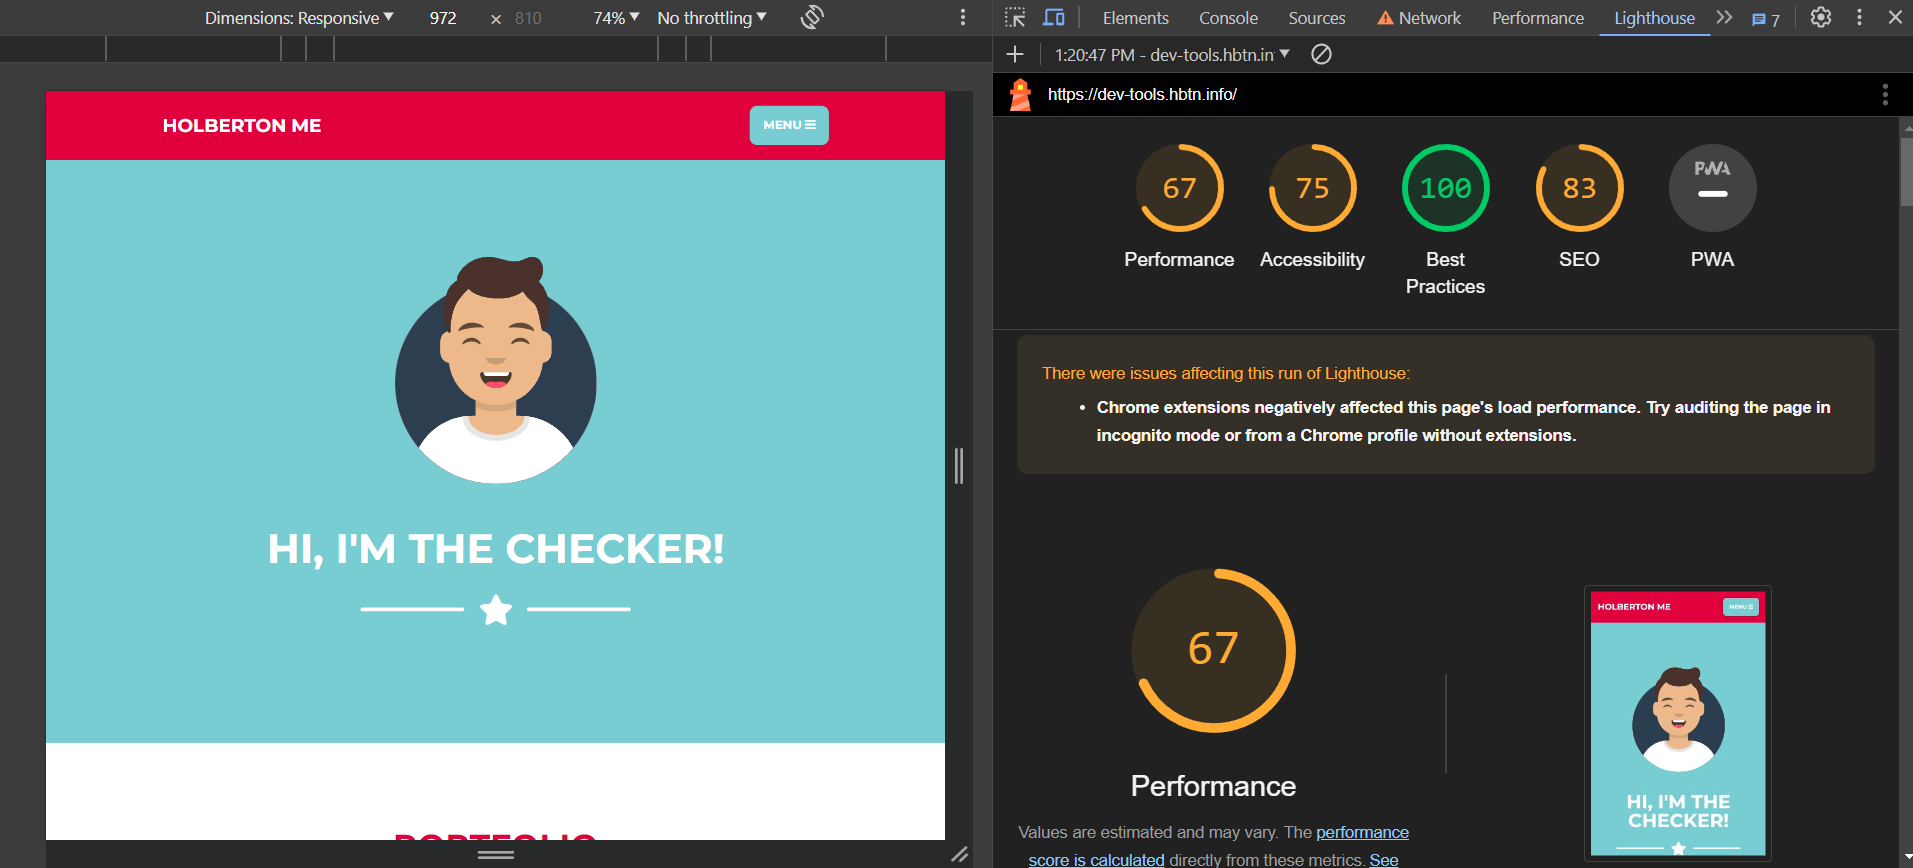 Dimensions: Responsive ▼ 972 × 810 74% ▼ No throttling ▼
Elements Console Sources Network Performance Lighthouse 7
1:20:47 PM - dev-tools.hbtn.in ▼
https://dev-tools.hbtn.info/
HOLBERTON ME
MENU
HI, I'M THE CHECKER!
PORTFOLIO
67 75 100 83 PWA
Performance Accessibility Best Practices SEO PWA
There were issues affecting this run of Lighthouse:
• Chrome extensions negatively affected this page's load performance. Try auditing the page in
incognito mode or from a Chrome profile without extensions.
67
Performance
Values are estimated and may vary. The performance
score is calculated directly from these metrics. See
HOLBERTON ME
MENU
HI, I'M THE
CHECKER!